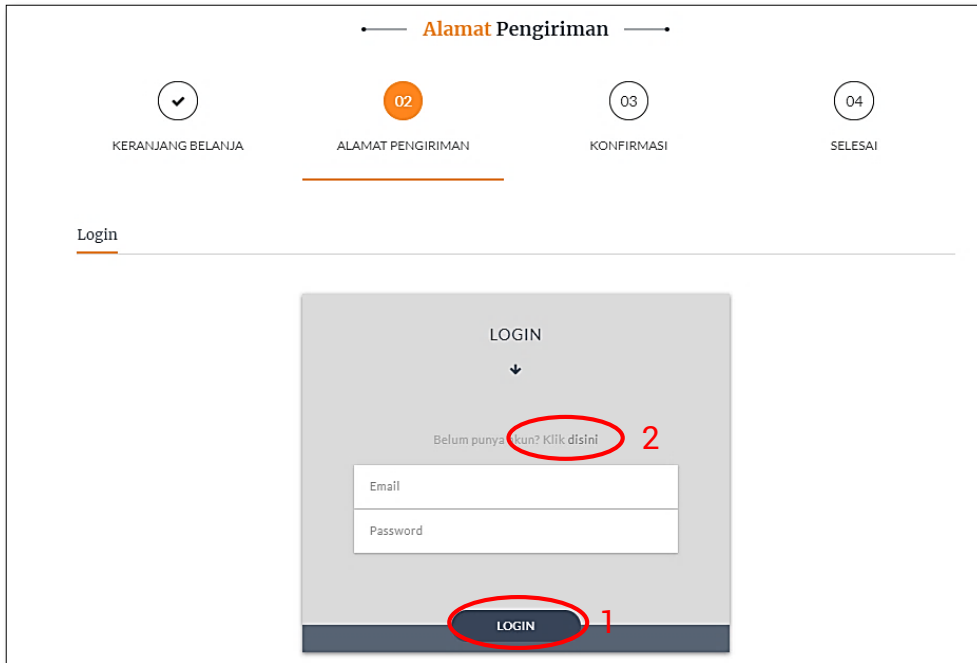 Alamat Pengiriman
02
03
04
KERANJANG BELANJA
ALAMAT PENGIRIMAN
KONFIRMASI
SELESAI
Login
LOGIN
Belum punya akun? Klik disini
2
Email
Password
LOGIN
1